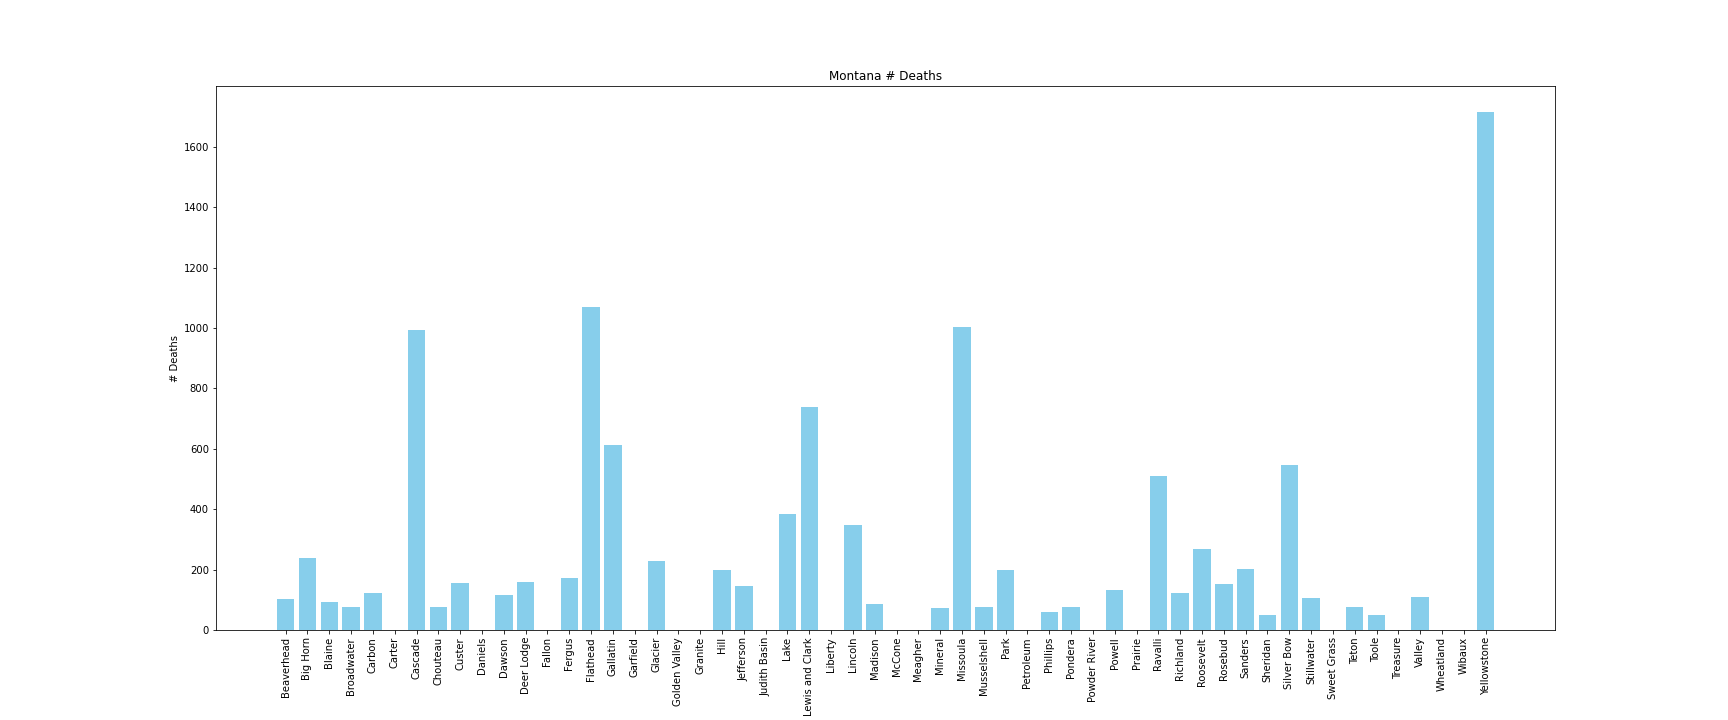 Montana # Deaths
# Deaths
1600
1400
1200
1000
800
600
400
200
0
Beaverhead
Big Horn
Blaine
Broadwater
Carbon
Carter
Cascade
Chouteau
Custer
Daniels
Dawson
Deer Lodge
Fallon
Fergus
Flathead
Gallatin
Garfield
Glacier
Golden Valley
Granite
Hill
Jefferson
Judith Basin
Lake
Lewis and Clark
Liberty
Lincoln
Madison
McCone
Meagher
Mineral
Missoula
Musselshell
Park
Petroleum
Phillips
Pondera
Powder River
Powell
Prairie
Ravalli
Richland
Roosevelt
Rosebud
Sanders
Sheridan
Silver Bow
Stillwater
Sweet Grass
Teton
Toole
Treasure
Valley
Wheatland
Wibaux
Yellowstone